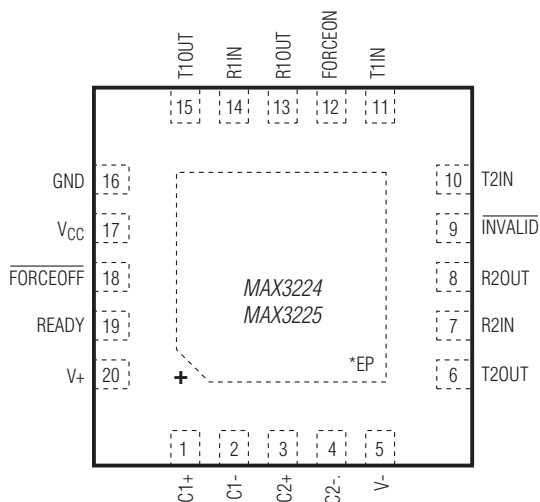 T1OUT
R1IN
R1OUT
FORCEON
T1IN
15
14
13
12
11
GND 16
10 T2IN
VCC 17
9 INVALID
FORCEOFF 18
8 R2OUT
READY 19
7 R2IN
V+ 20
6 T2OUT
MAX3224
MAX3225
*EP
+
1
2
3
4
5
C1+
C1-
C2+
C2-.
V-